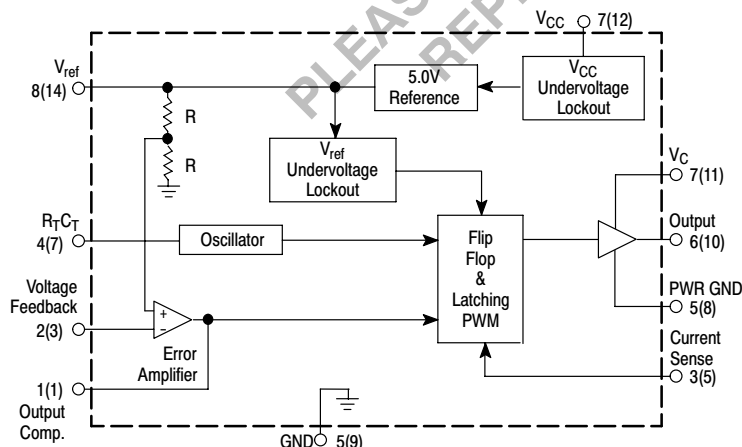 PLEAS
REP
VCC 7(12)
Vref
8(14)
R
R
5.0V
Reference
VCC
Undervoltage
Lockout
Vref
Undervoltage
Lockout
VC
7(11)
RTCT
4(7)
Oscillator
Flip
Flop
&
Latching
PWM
Output
6(10)
Voltage
Feedback
2(3)
+
-
Error
Amplifier
PWR GND
5(8)
Current
Sense
3(5)
1(1)
Output
Comp.
GND 5(9)